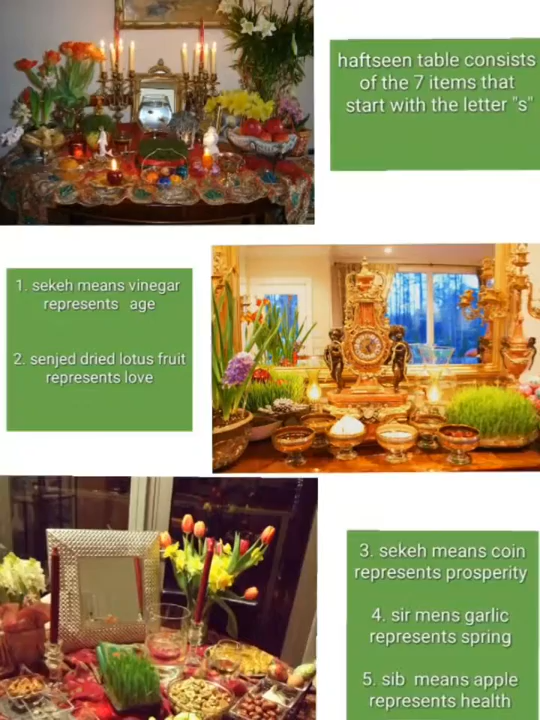 haftseen table consists
of the 7 items that
start with the letter "s"
1. sekeh means vinegar
represents age
2. senjed dried lotus fruit
represents love
3. sekeh means coin
represents prosperity
4. sir mens garlic
represents spring
5. sib means apple
represents health